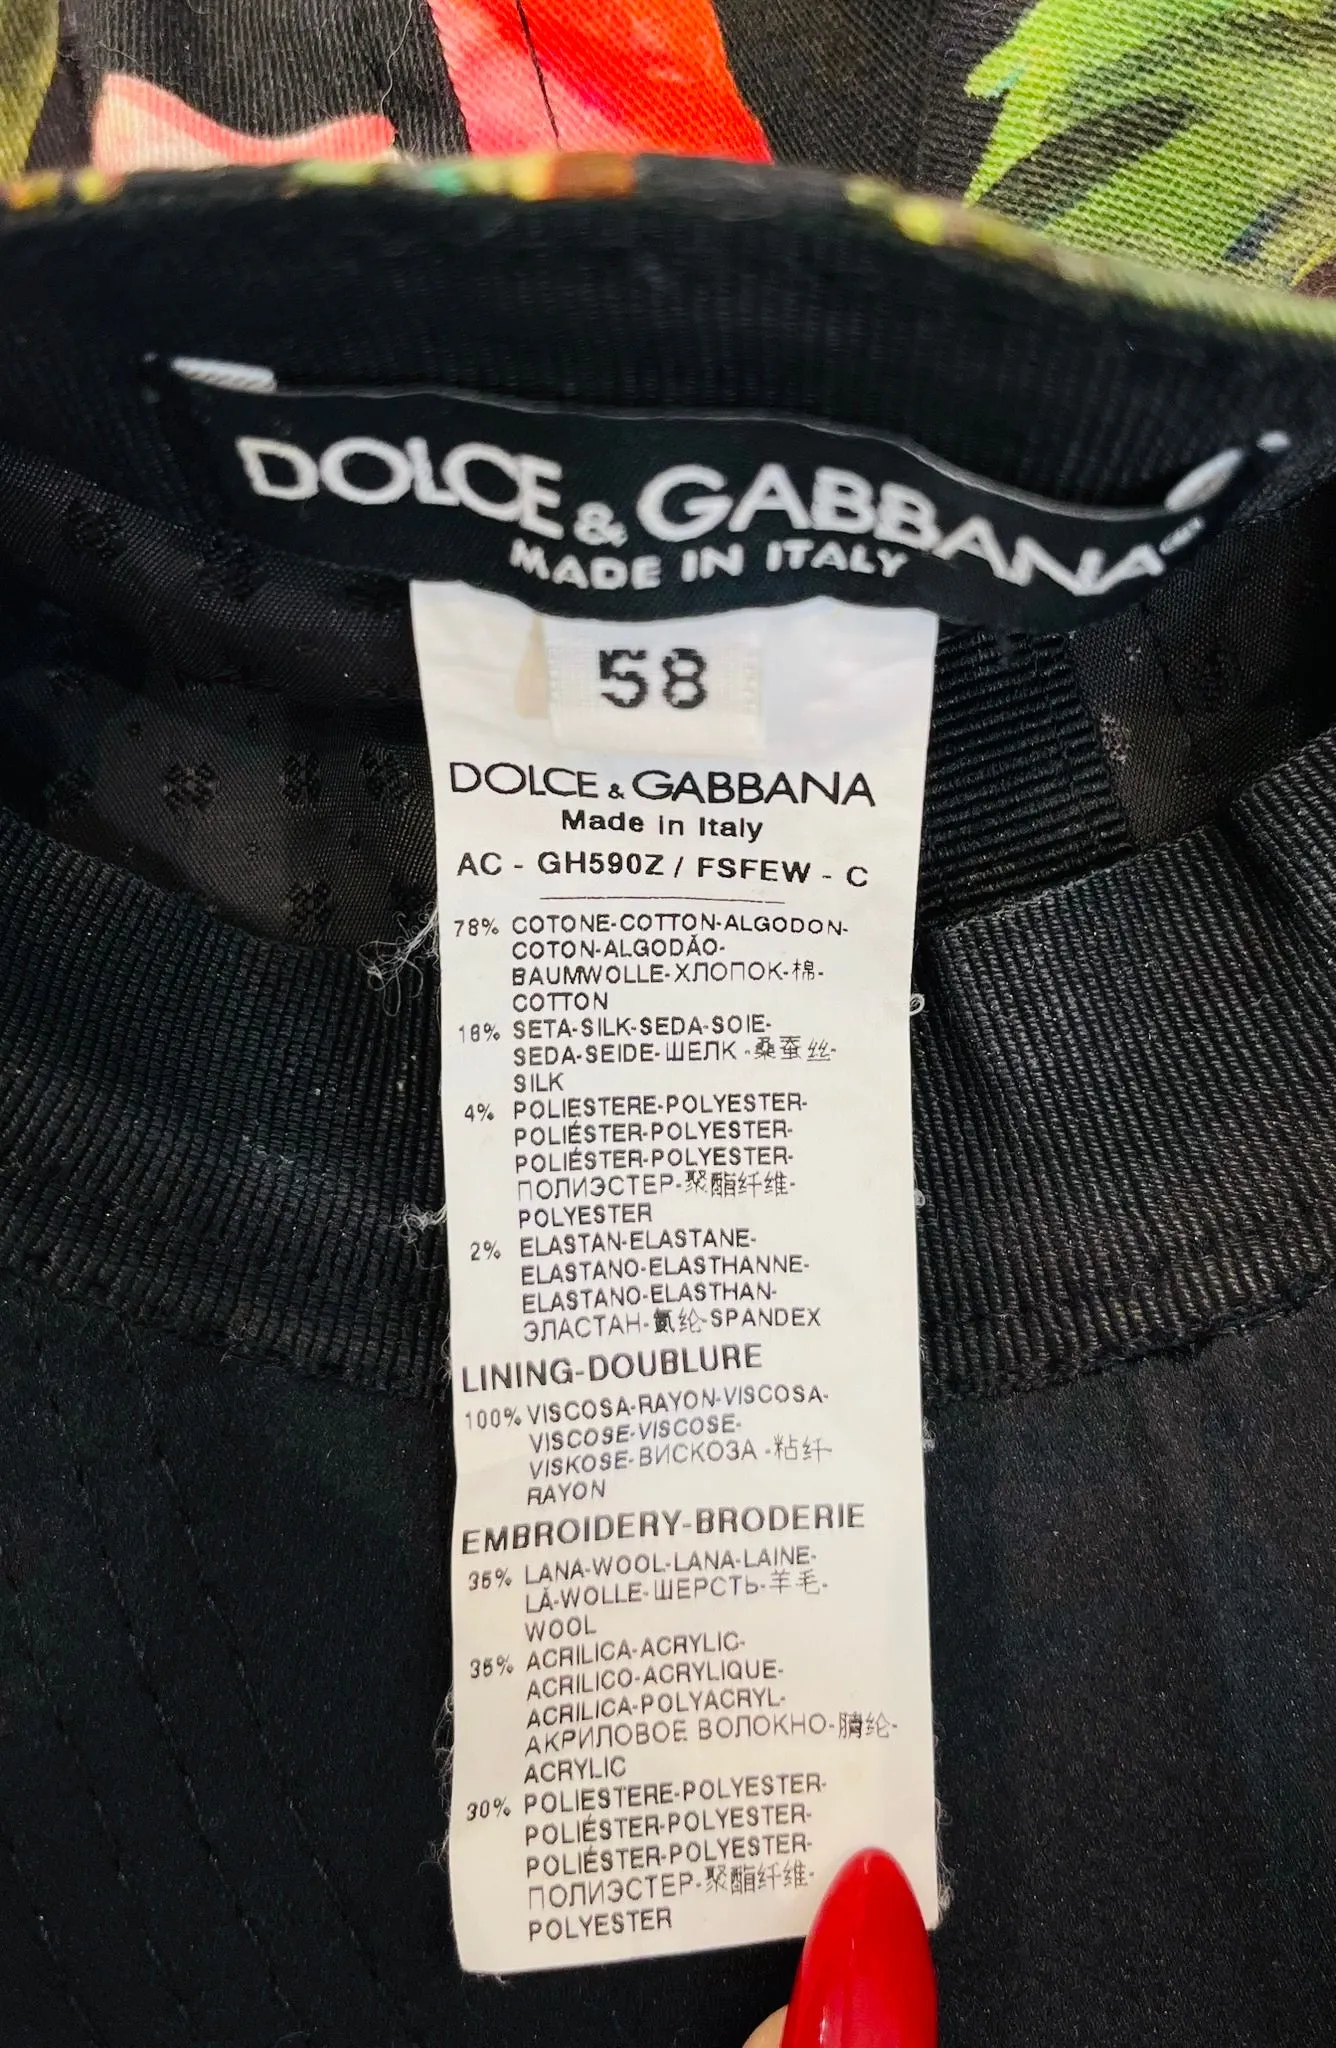 DOLCE & GABBANA
MADE IN ITALY
58
DOLCE & GABBANA
Made in Italy
AC - GH590Z / FSFEW - C
78% COTONE-COTTON-ALGODON-
COTON-ALGODÃO-
BAUMWOLLE-ХЛОПОК-棉-
COTTON
16% SETA-SILK-SEDA-SOIE-
SEDA-SEIDE-ШЕЛК-桑蚕丝-
SILK
4% POLIESTERE-POLYESTER-
POLIÉSTER-POLYESTER-
POLIÉSTER-POLYESTER-
ПОЛИЭСТЕР-聚酯纤维-
POLYESTER
2% ELASTAN-ELASTANE-
ELASTANO-ELASTHANNE-
ELASTANO-ELASTHAN-
ЭЛАСТАН-氨纶-SPANDEX
LINING-DOUBLURE
100% VISCOSA-RAYON-VISCOSA-
VISCOSE-VISCOSE-
VISKOSE-ВИСКОЗА-粘纤-
RAYON
EMBROIDERY-BRODERIE
35% LANA-WOOL-LANA-LAINE-
LÃ-WOLLE-ШЕРСТЬ-羊毛-
WOOL
35% ACRILICA-ACRYLIC-
ACRILICO-ACRYLIQUE-
ACRILICA-POLYACRYL-
АКРИЛОВОЕ ВОЛОКНО-腈纶-
ACRYLIC
30% POLIESTERE-POLYESTER-
POLIÉSTER-POLYESTER-
POLIÉSTER-POLYESTER-
ПОЛИЭСТЕР-聚酯纤维-
POLYESTER